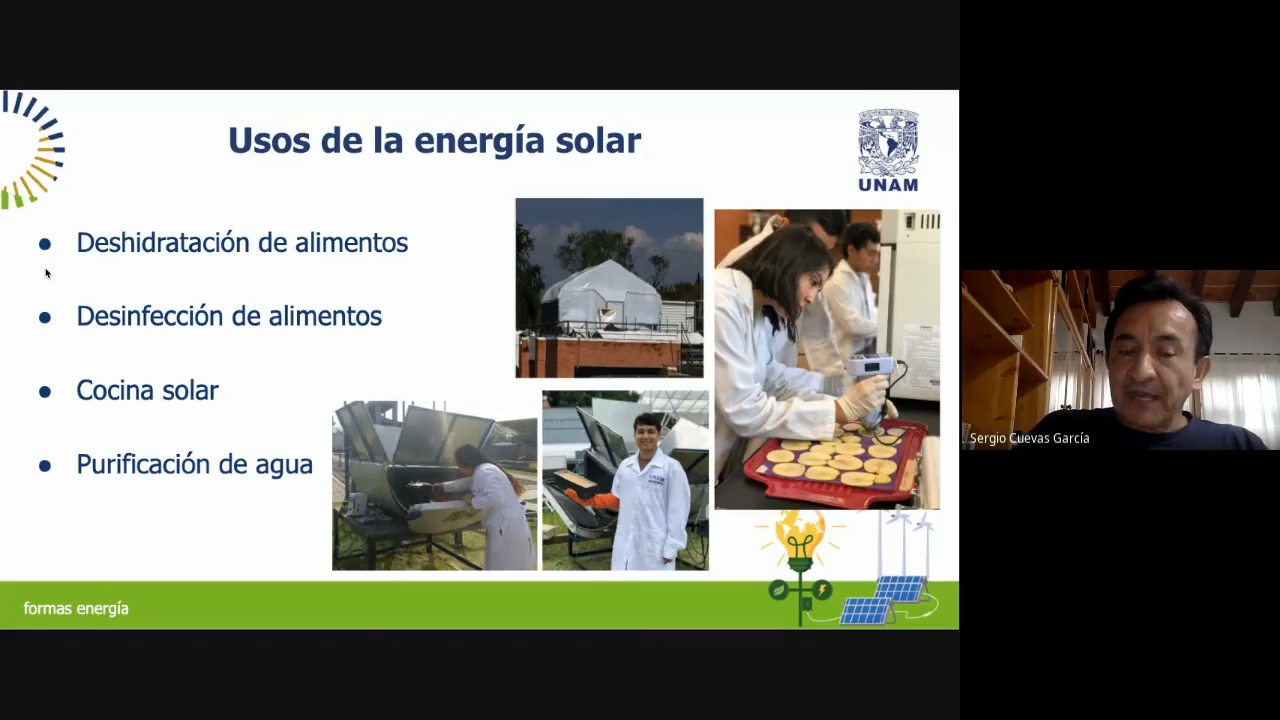 Usos de la energía solar
UNAM
● Deshidratación de alimentos
● Desinfección de alimentos
● Cocina solar
● Purificación de agua
UNAM
formas energía
Sergio Cuevas García